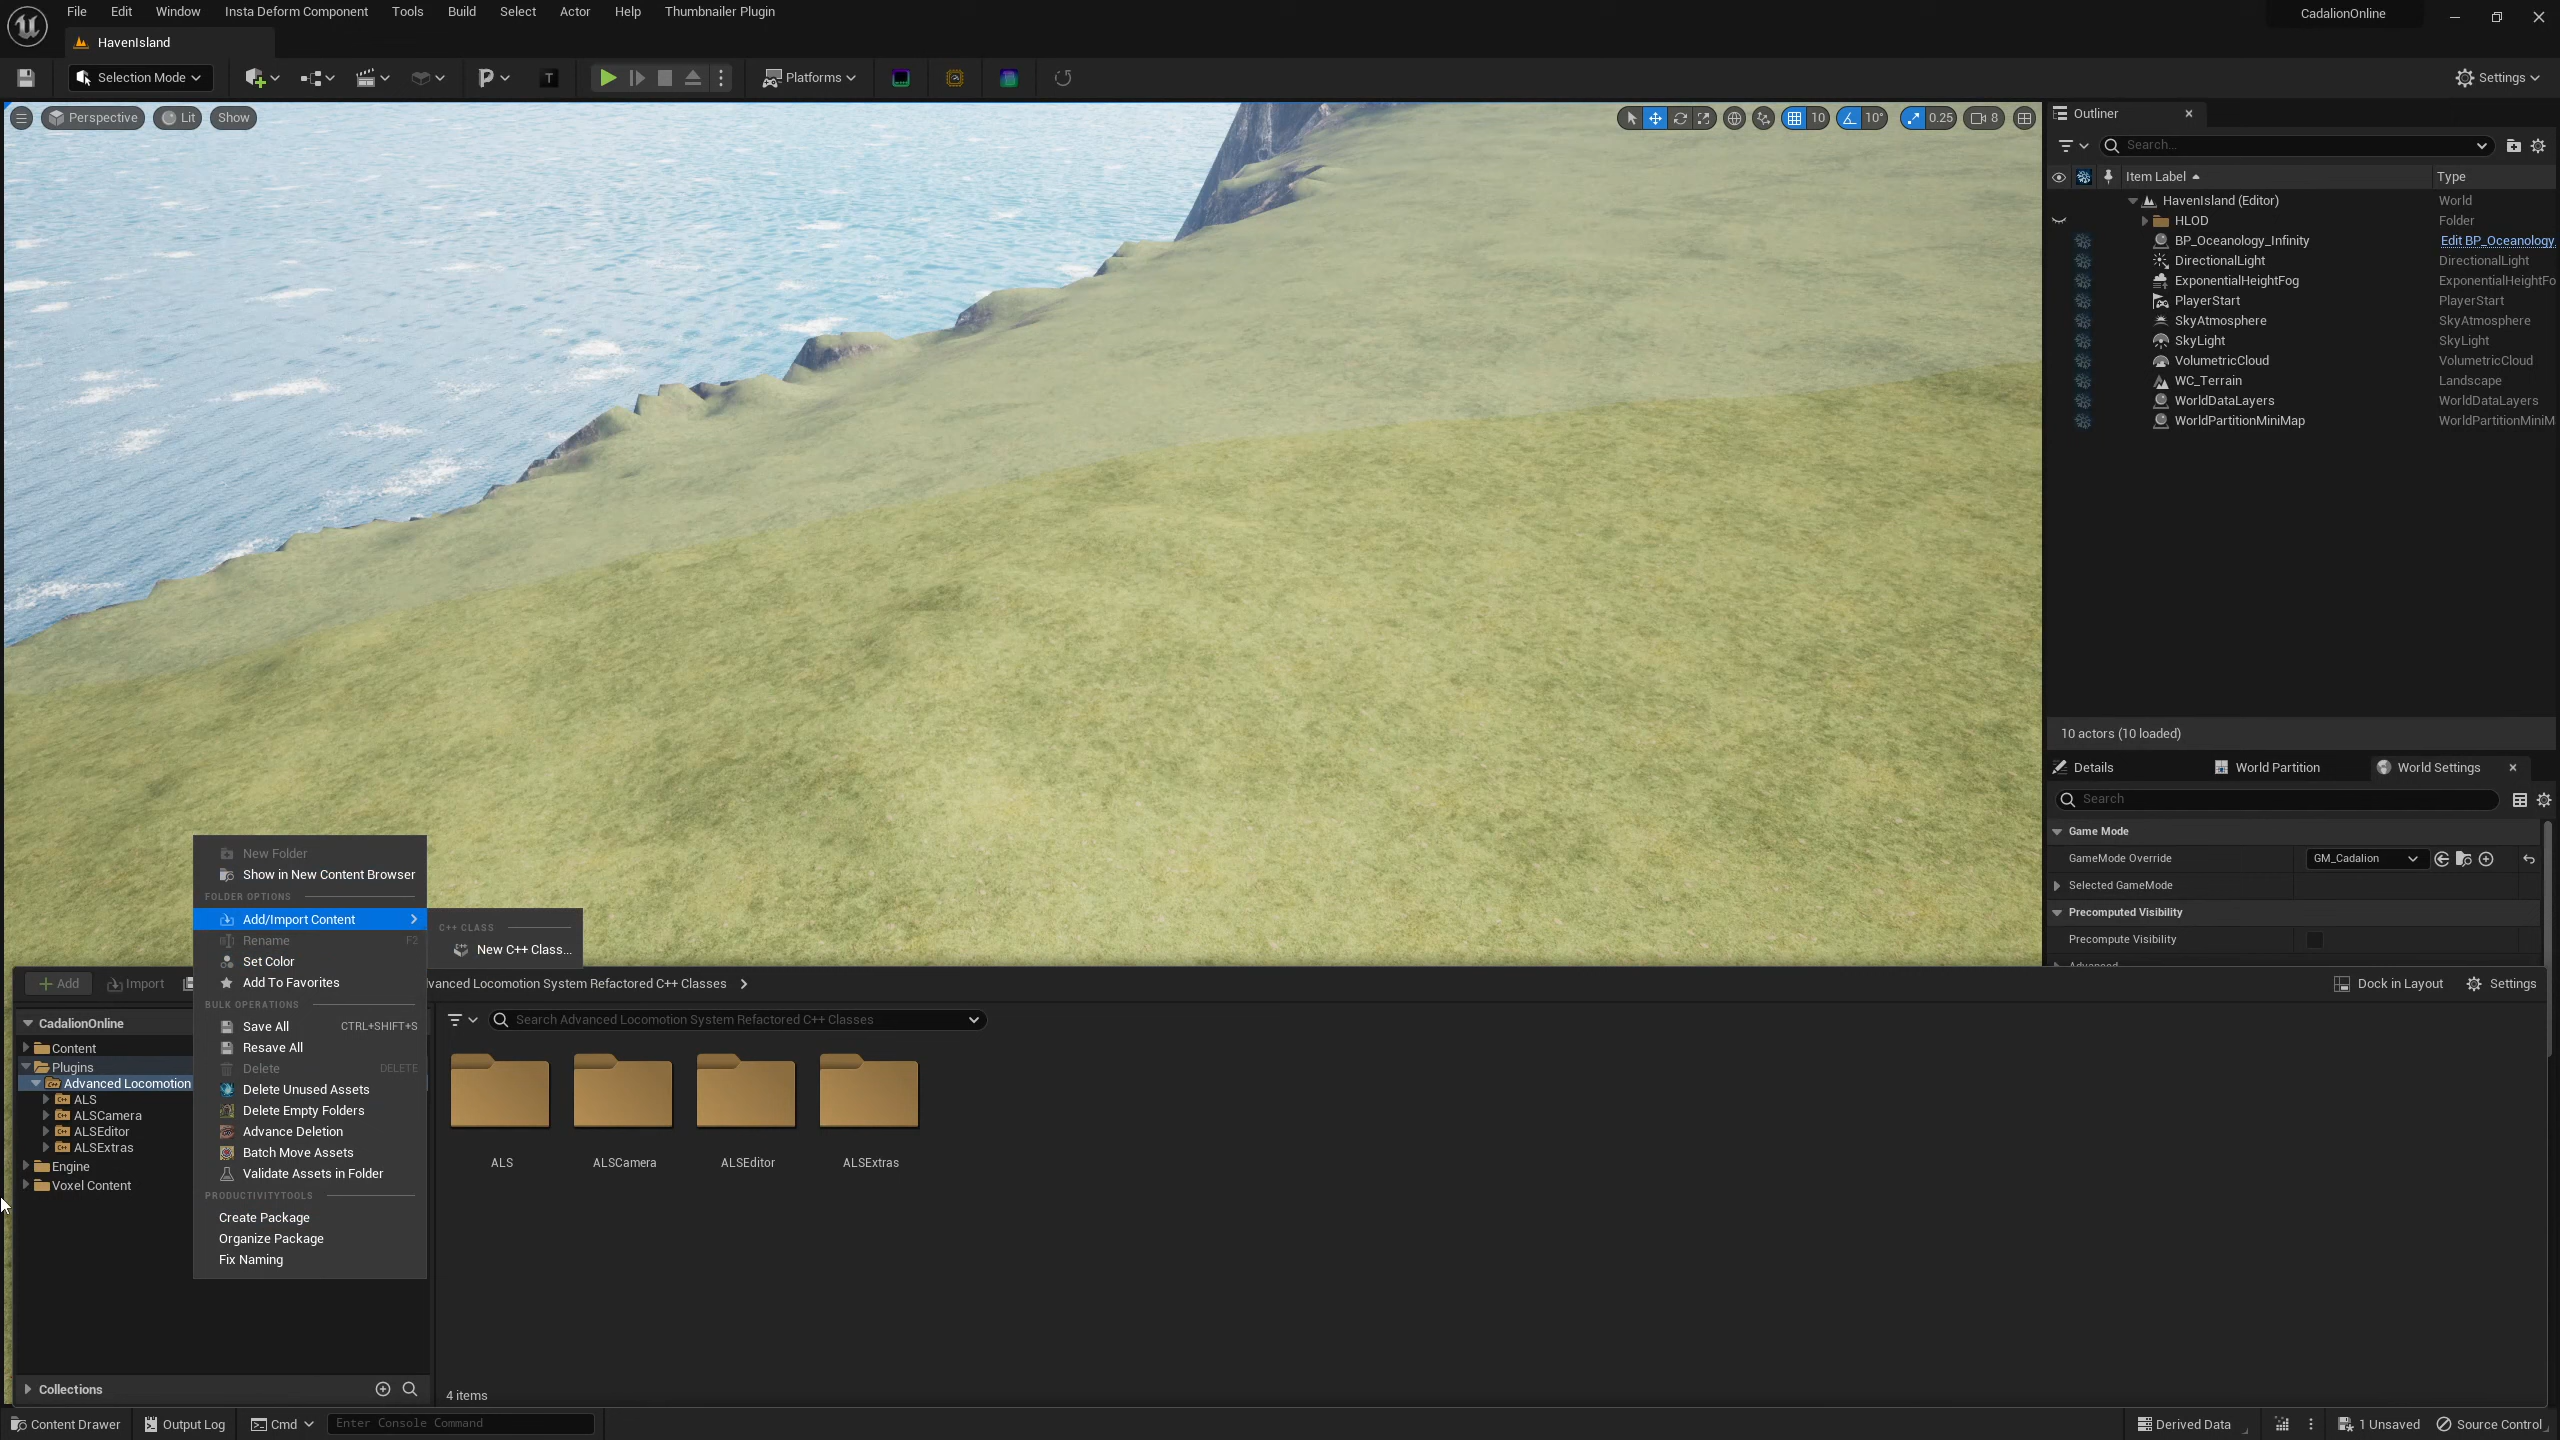 File Edit Window Insta Deform Component Tools Build Select Actor Help Thumbnailer Plugin
CadalionOnline
HavenIsland
Selection Mode
Platforms
Settings
Perspective Lit Show
10 10° 0.25 8
Outliner
Search...
Item Label Type
HavenIsland (Editor) World
HLOD Folder
BP_Oceanology_Infinity Edit BP_Oceanology
DirectionalLight DirectionalLight
ExponentialHeightFog ExponentialHeightFo
PlayerStart PlayerStart
SkyAtmosphere SkyAtmosphere
SkyLight SkyLight
VolumetricCloud VolumetricCloud
WC_Terrain Landscape
WorldDataLayers WorldDataLayers
WorldPartitionMiniMap WorldPartitionMiniM
10 actors (10 loaded)
Details World Partition World Settings
Search
Game Mode
GameMode Override GM_Cadalion
Selected GameMode
Precomputed Visibility
Precompute Visibility
Advanced
New Folder
Show in New Content Browser
FOLDER OPTIONS
Add/Import Content
Rename F2
Set Color
Add To Favorites
BULK OPERATIONS
Save All CTRL+SHIFT+S
Resave All
Delete DELETE
Delete Unused Assets
Delete Empty Folders
Advance Deletion
Batch Move Assets
Validate Assets in Folder
PRODUCTIVITYTOOLS
Create Package
Organize Package
Fix Naming
C++ CLASS
New C++ Class...
Add Import
vanced Locomotion System Refactored C++ Classes
Dock in Layout Settings
CadalionOnline
Content
Plugins
Advanced Locomotion
ALS
ALSCamera
ALSEditor
ALSExtras
Engine
Voxel Content
Search Advanced Locomotion System Refactored C++ Classes
ALS ALSCamera ALSEditor ALSExtras
Collections
4 items
Content Drawer Output Log Cmd Enter Console Command
Derived Data 1 Unsaved Source Control